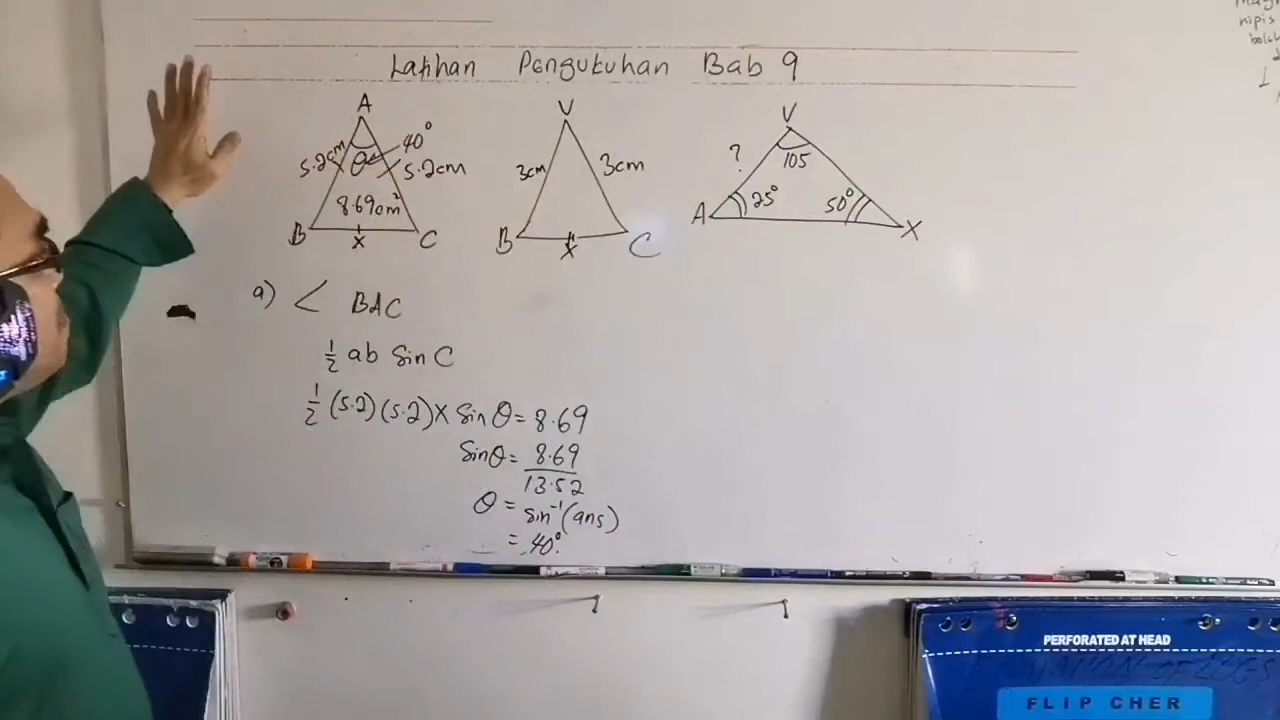 Latihan Pengukuhan Bab 9
A
40°
5.2cm
θ
5.2cm
8.69cm²
B
x
C
V
3cm
3cm
B
x
C
V
?
105
25°
50°
A
X
a) < BAC
½ ab Sin C
½ (5.2)(5.2)× Sin θ = 8.69
Sinθ = 8.69
13.52
θ = sin⁻¹(ans)
= 40°.
nipis
PERFORATED AT HEAD
FLIP CHER